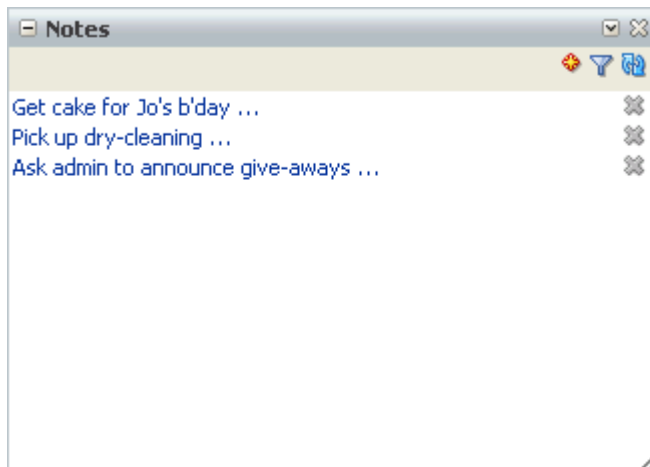 Notes
Get cake for Jo's b'day ...
Pick up dry-cleaning ...
Ask admin to announce give-aways ...